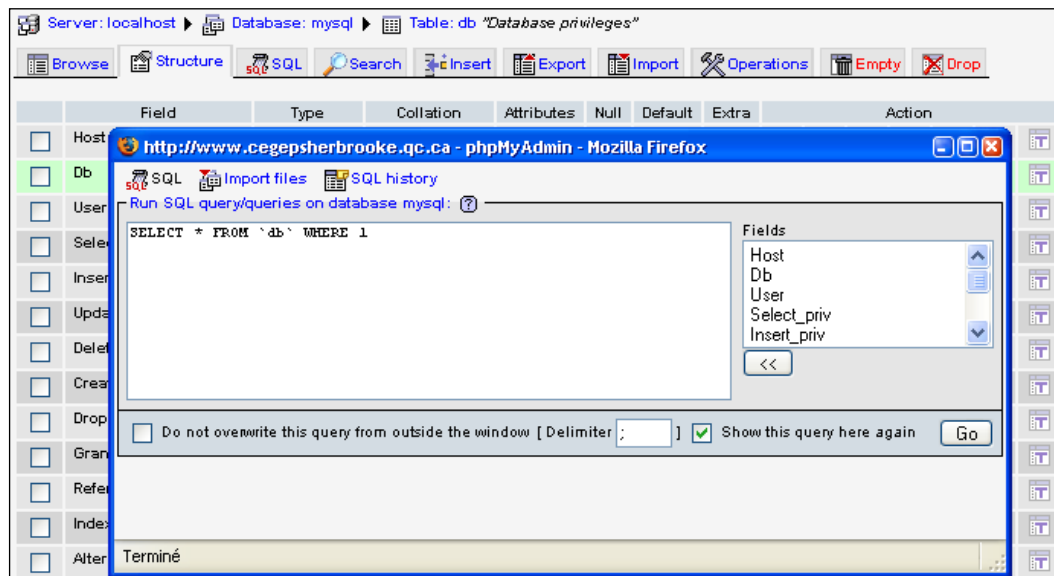 Server: localhost Database: mysql Table: db "Database privileges"
Browse Structure SQL Search Insert Export Import Operations Empty Drop
Field Type Collation Attributes Null Default Extra Action
Host
Db
User
Inser
Upda
Delet
Creat
Drop
Gran
Refer
Index
Alter
http://www.cegepsherbrooke.qc.ca - phpMyAdmin - Mozilla Firefox
SQL Import files SQL history
Run SQL query/queries on database mysql: ?
SELECT * FROM `db` WHERE 1
Fields
Host
Db
User
Select_priv
Insert_priv
<<
Do not overwrite this query from outside the window [ Delimiter ; ] Show this query here again Go
Terminé